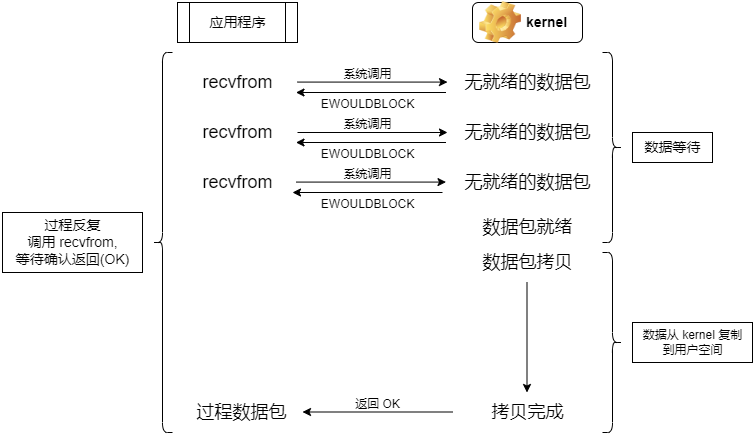 应用程序
kernel
recvfrom
系统调用
无就绪的数据包
EWOULDBLOCK
recvfrom
系统调用
无就绪的数据包
EWOULDBLOCK
recvfrom
系统调用
无就绪的数据包
EWOULDBLOCK
数据等待
过程反复
调用 recvfrom,
等待确认返回(OK)
数据包就绪
数据包拷贝
数据从 kernel 复制
到用户空间
过程数据包
返回 OK
拷贝完成